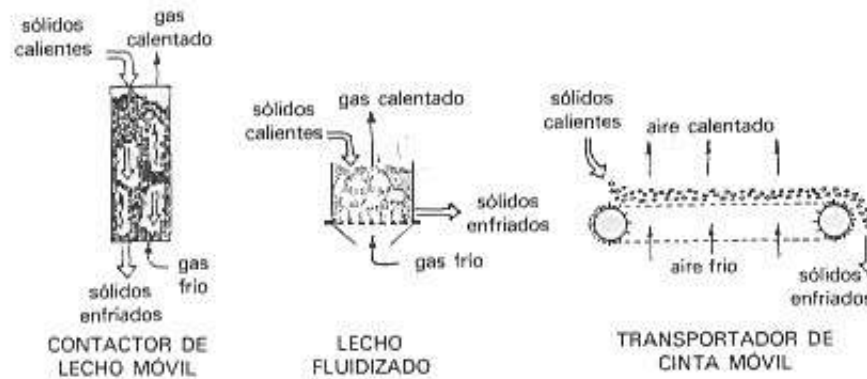 sólidos
calientes
gas
calentado
gas
frío
sólidos
enfriados
CONTACTOR DE
LECHO MÓVIL
sólidos
calientes
gas calentado
sólidos
enfriados
gas frío
LECHO
FLUIDIZADO
sólidos
calientes
aire calentado
aire frio
sólidos
enfriados
TRANSPORTADOR DE
CINTA MÓVIL